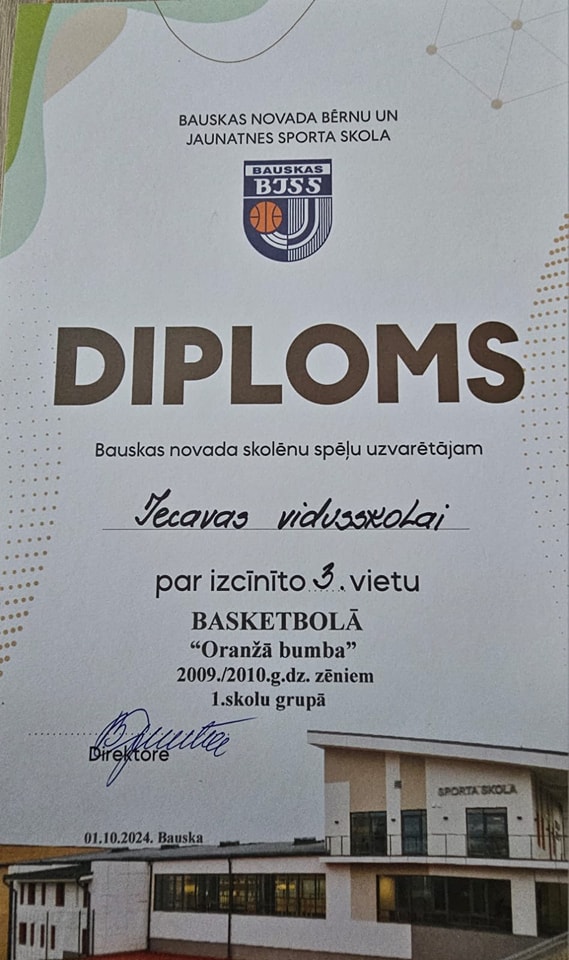 BAUSKAS NOVADA BĒRNU UN
JAUNATNES SPORTA SKOLA
BAUSKAS
BJSS
DIPLOMS
Bauskas novada skolēnu spēļu uzvarētājam
Iecavas vidusskolai
par izcīnīto 3. vietu
BASKETBOLĀ
“Oranžā bumba”
2009./2010.g.dz. zēniem
1.skolu grupā
Direktore
SPORTA SKOLA
01.10.2024. Bauska